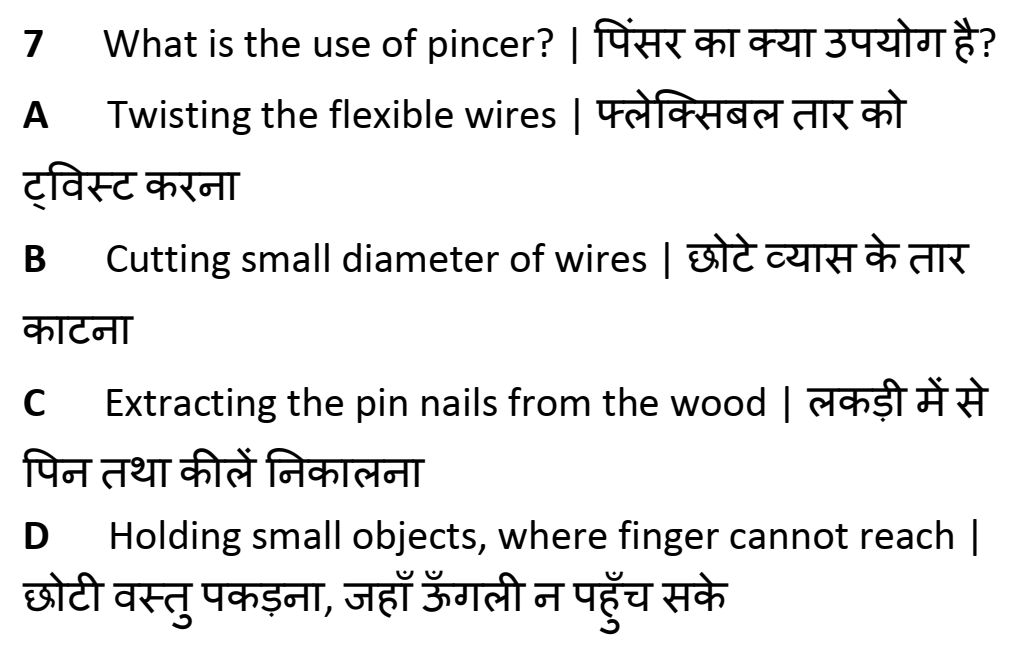 7 What is the use of pincer? | पिंसर का क्या उपयोग है?
A Twisting the flexible wires | फ्लेक्सिबल तार को
ट्विस्ट करना
B Cutting small diameter of wires | छोटे व्यास के तार
काटना
C Extracting the pin nails from the wood | लकड़ी में से
पिन तथा कीलें निकालना
D Holding small objects, where finger cannot reach |
छोटी वस्तु पकड़ना, जहाँ ऊँगली न पहुँच सके